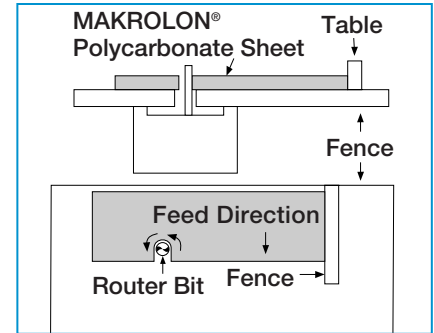 MAKROLON®
Polycarbonate Sheet
Table
Fence
Feed Direction
Router Bit
Fence